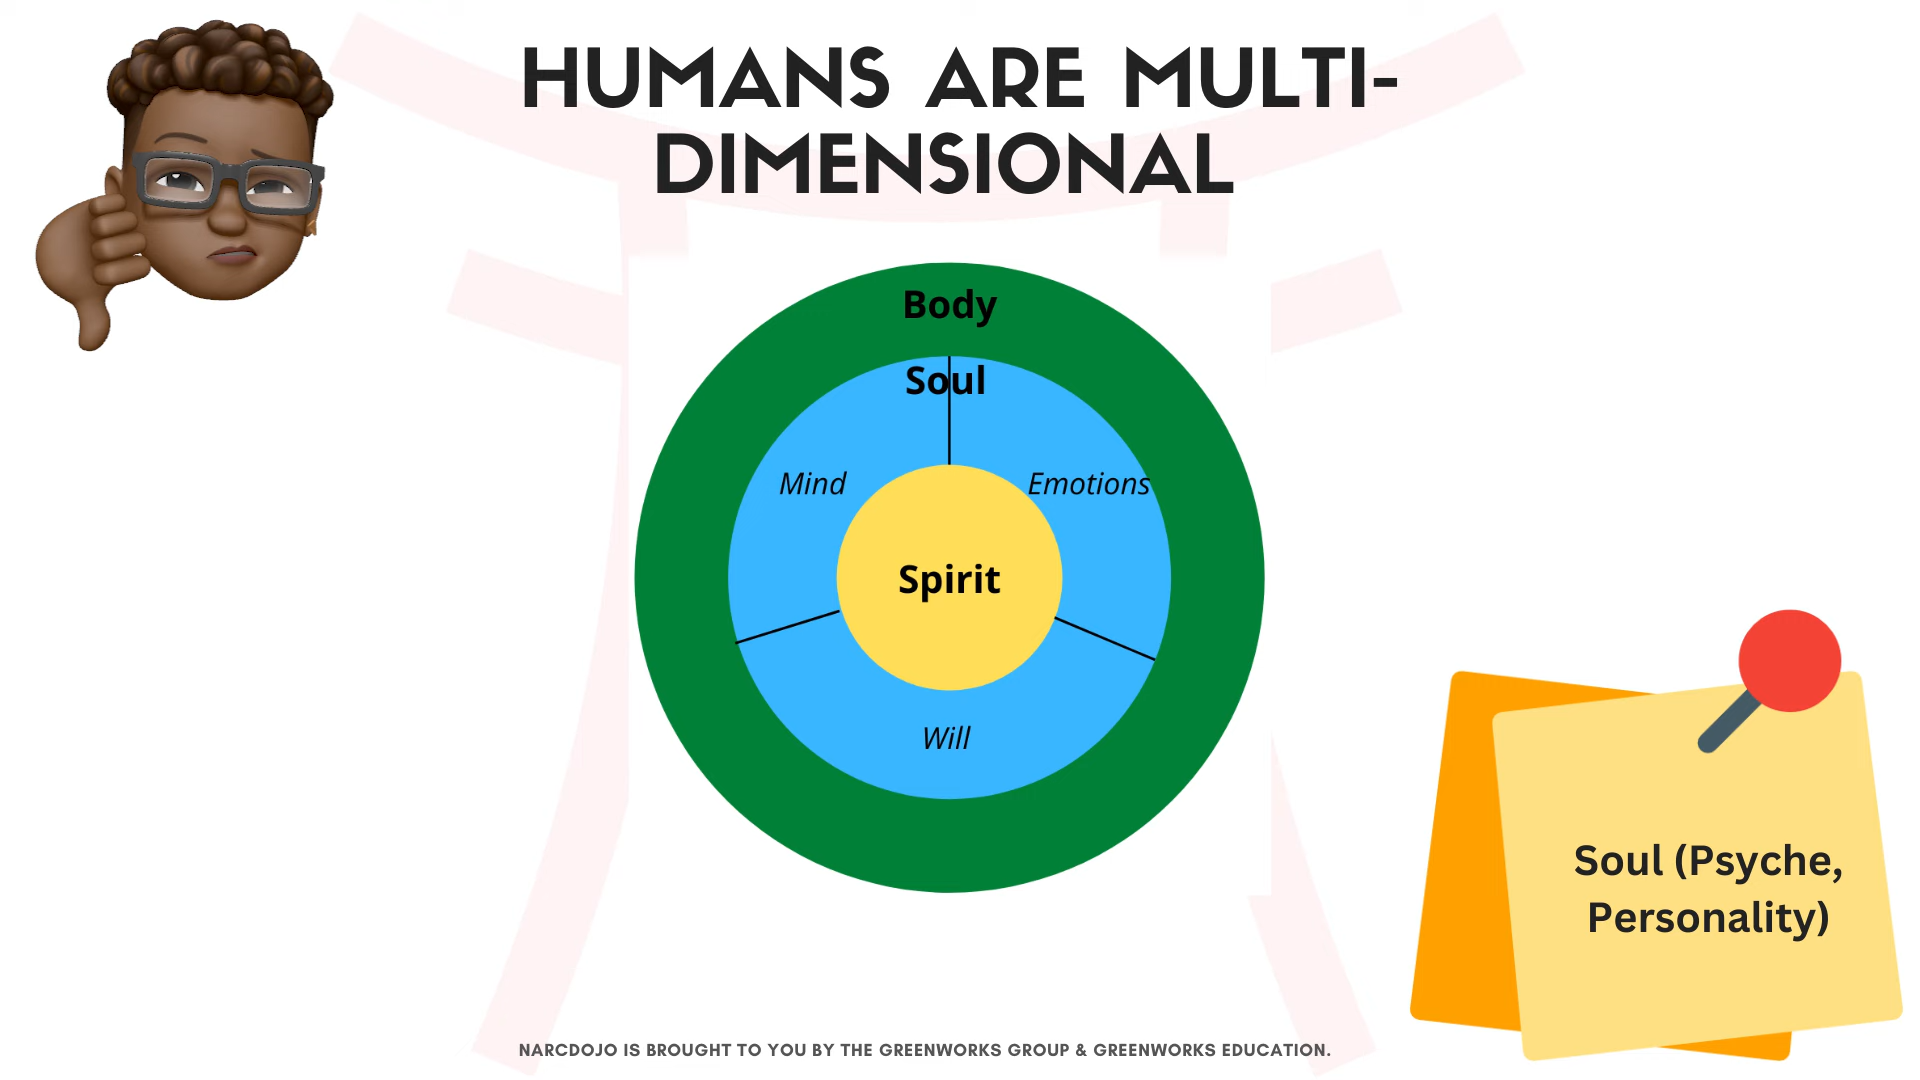 HUMANS ARE MULTI-
DIMENSIONAL
Body
Soul
Mind
Emotions
Spirit
Will
Soul (Psyche,
Personality)
NARCDOJO IS BROUGHT TO YOU BY THE GREENWORKS GROUP & GREENWORKS EDUCATION.